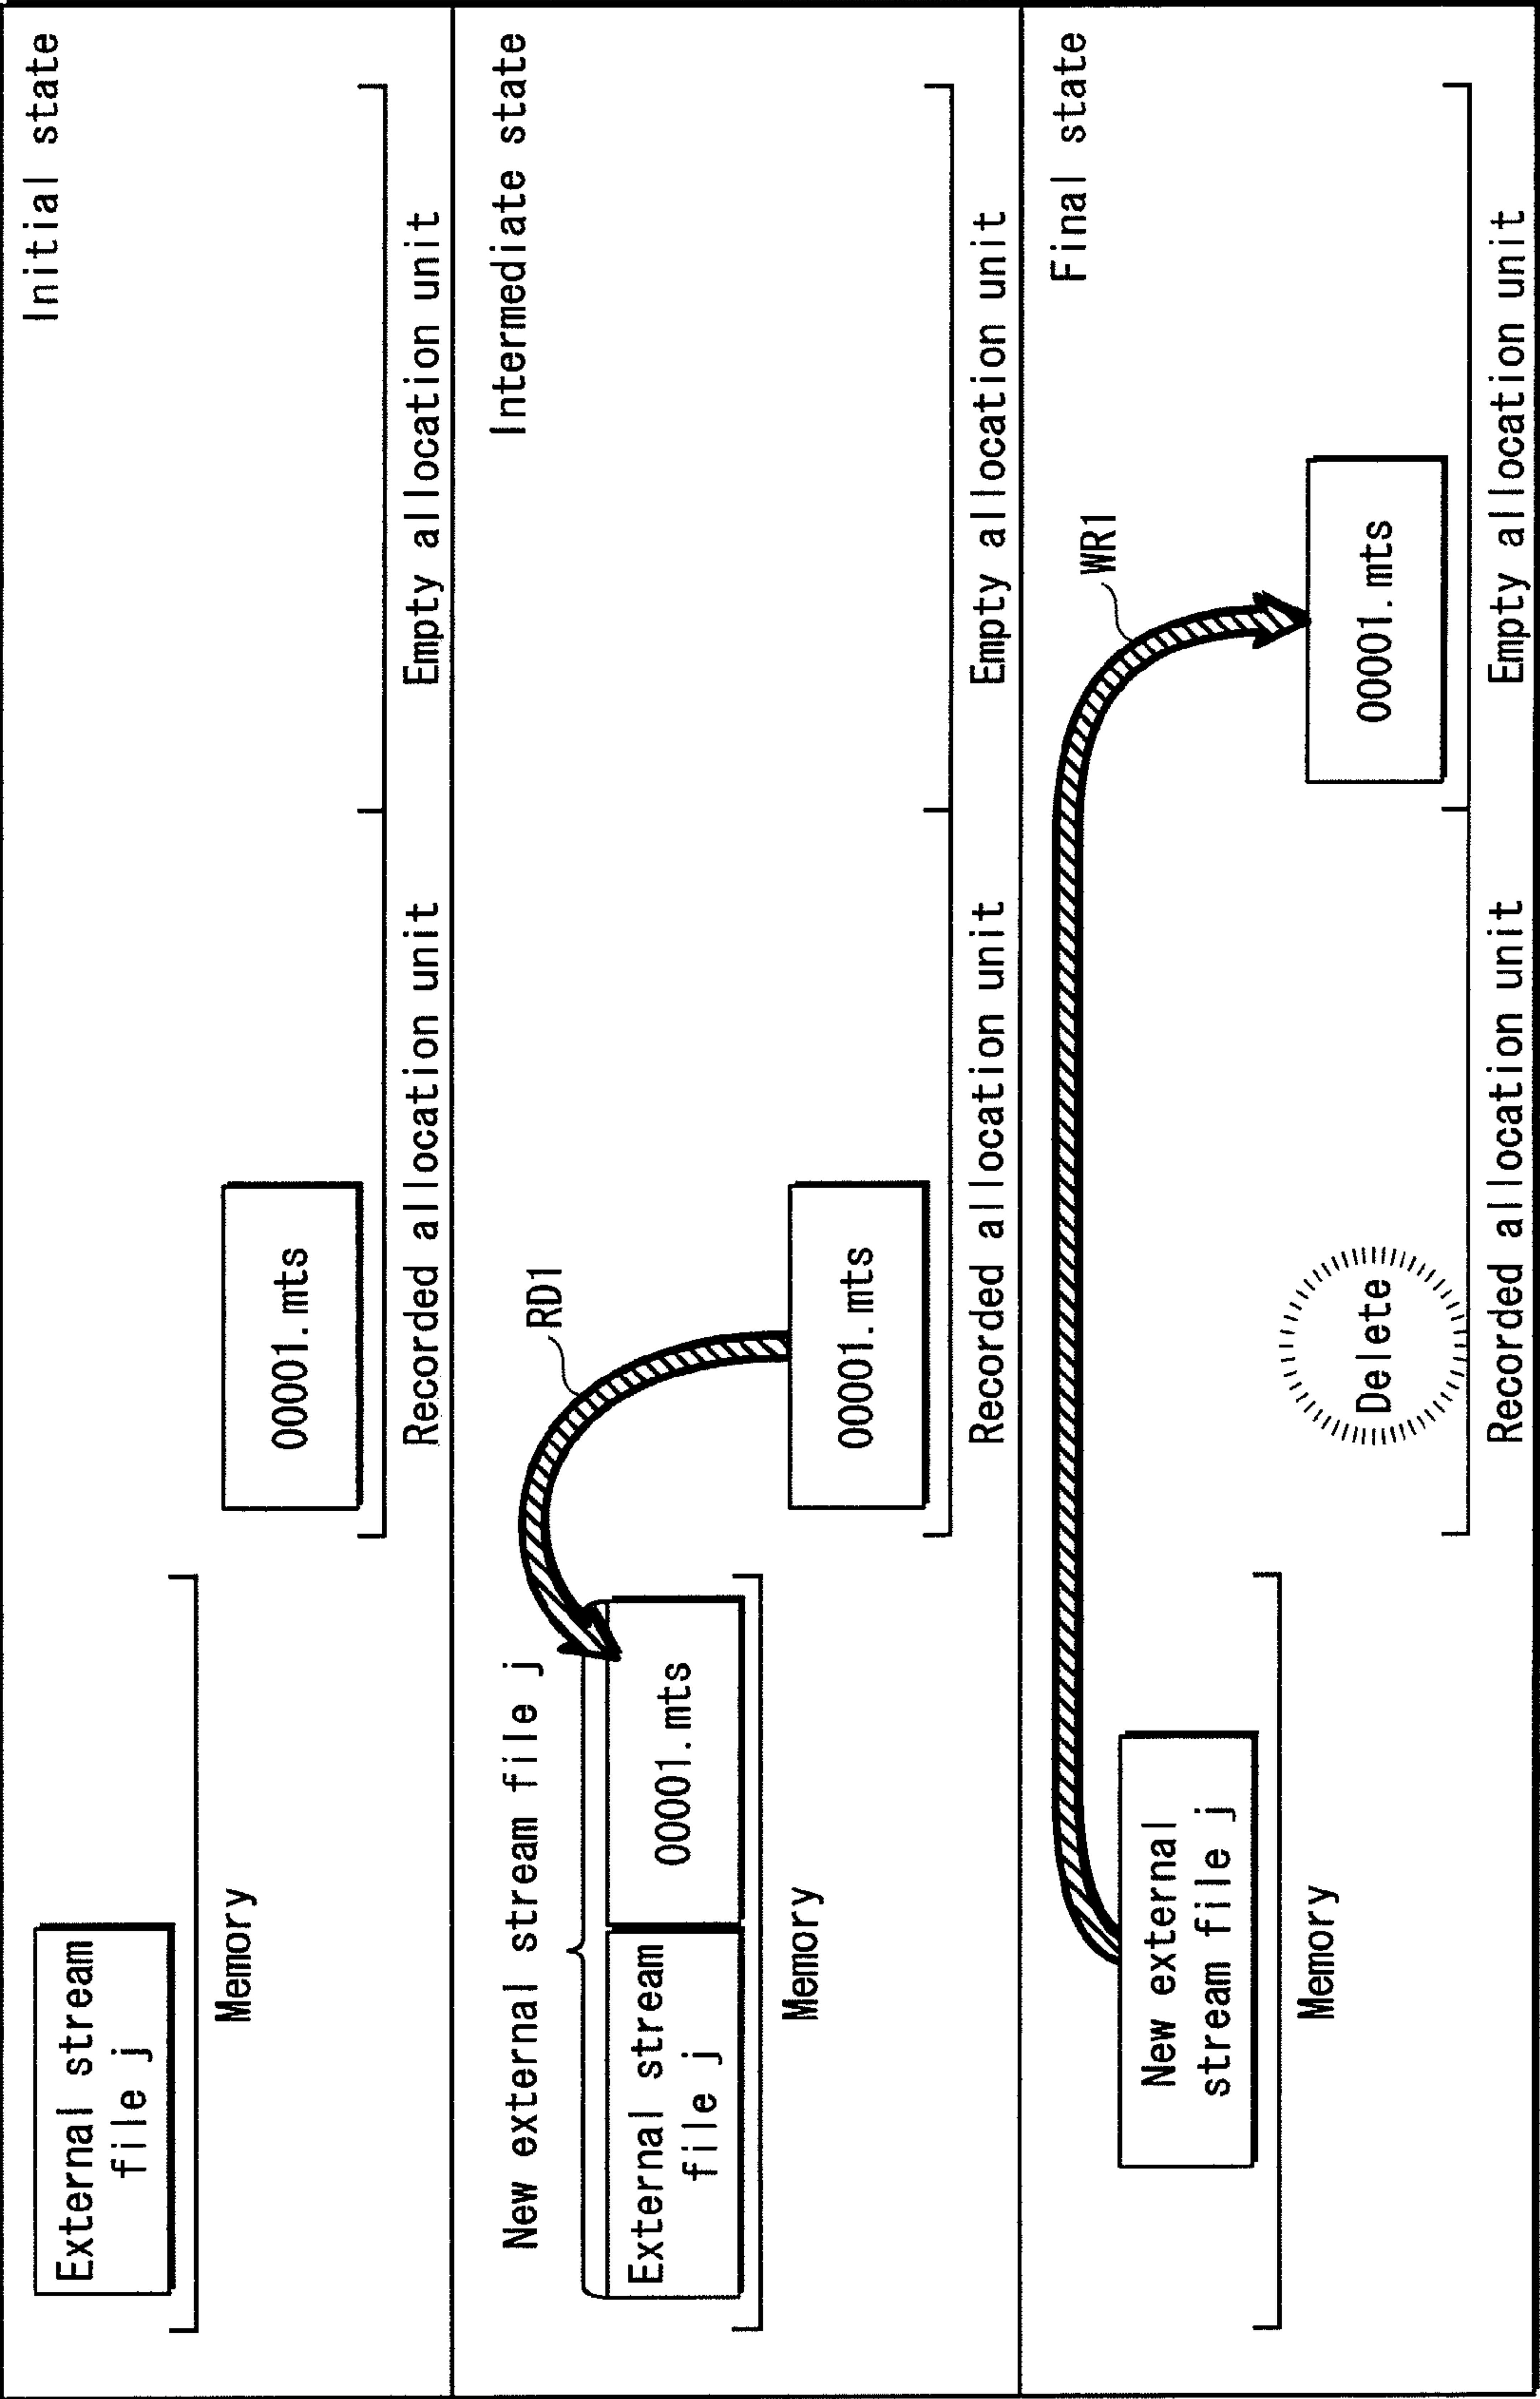 Initial state
External stream
file j
Memory
00001.mts
Recorded allocation unit
Empty allocation unit
Intermediate state
New external stream file j
RD1
External stream
file j
00001.mts
Memory
00001.mts
Recorded allocation unit
Empty allocation unit
Final state
WR1
New external
stream file j
Memory
Delete
00001.mts
Recorded allocation unit
Empty allocation unit